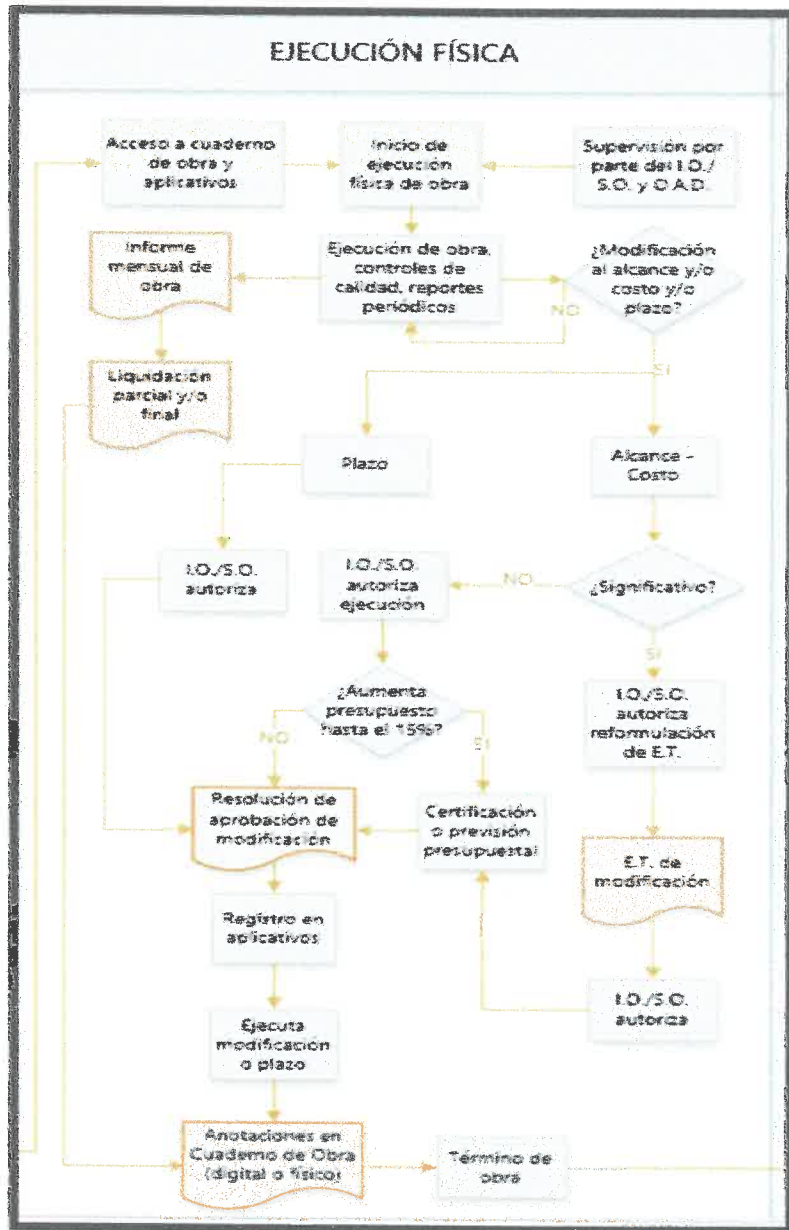 EJECUCIÓN FÍSICA
Acceso a cuaderno
de obra y
aplicativos
Inicio de
ejecución
física de obra
Supervisión por
parte del I.O./
S.O. y O.A.D.
Informe
mensual de
obra
Ejecución de obra,
controles de
calidad, reportes
periódicos
¿Modificación
al alcance y/o
costo y/o
plazo?
NO
SI
Liquidación
parcial y/o
final
Plazo
Alcance -
Costo
I.O./S.O.
autoriza
I.O./S.O.
autoriza
ejecución
NO
¿Significativo?
SI
¿Aumenta
presupuesto
hasta el 15%?
NO
SI
I.O./S.O.
autoriza
reformulación
de E.T.
Resolución de
aprobación de
modificación
Certificación
o previsión
presupuestal
E.T. de
modificación
Registro en
aplicativos
I.O./S.O.
autoriza
Ejecuta
modificación
o plazo
Anotaciones en
Cuaderno de Obra
(digital o físico)
Término de
obra